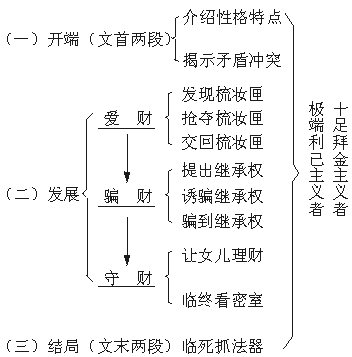 （一）开端（文首两段）
介绍性格特点
揭示矛盾冲突
（二）发展
爱 财
发现梳妆匣
抢夺梳妆匣
交回梳妆匣
骗 财
提出继承权
诱骗继承权
骗到继承权
守 财
让女儿理财
临终看密室
（三）结局（文末两段）临死抓法器
极端利己主义者
十足拜金主义者